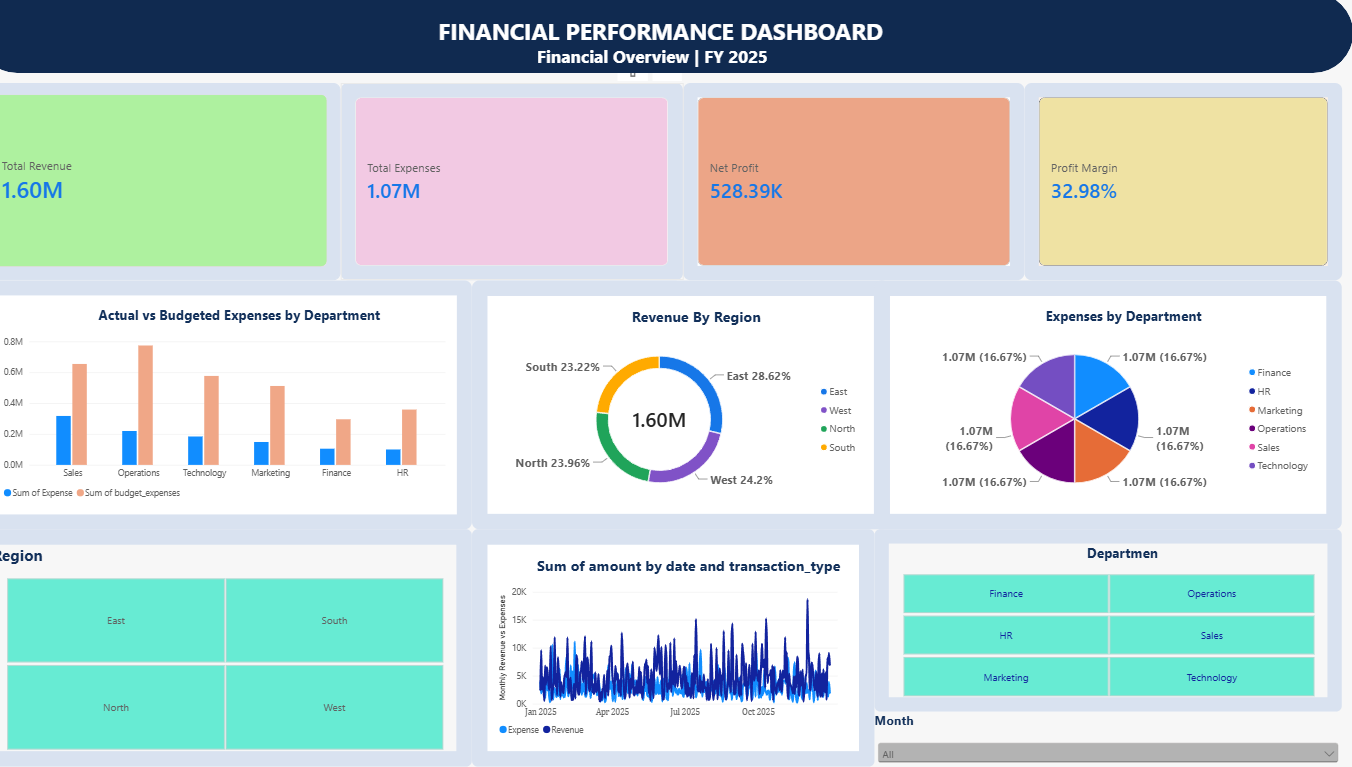 FINANCIAL PERFORMANCE DASHBOARD
Financial Overview | FY 2025
Total Revenue
1.60M
Total Expenses
1.07M
Net Profit
528.39K
Profit Margin
32.98%
Actual vs Budgeted Expenses by Department
0.8M
0.6M
0.4M
0.2M
0.0M
Sales
Operations
Technology
Marketing
Finance
HR
Sum of Expense
Sum of budget_expenses
Revenue By Region
South 23.22%
East 28.62%
1.60M
North 23.96%
West 24.2%
East
West
North
South
Expenses by Department
1.07M (16.67%)
1.07M (16.67%)
1.07M
(16.67%)
1.07M
(16.67%)
1.07M (16.67%)
1.07M (16.67%)
Finance
HR
Marketing
Operations
Sales
Technology
Region
East
South
North
West
Sum of amount by date and transaction_type
Monthly Revenue vs Expenses
20K
15K
10K
5K
0K
Jan 2025
Apr 2025
Jul 2025
Oct 2025
Expense
Revenue
Departmen
Finance
Operations
HR
Sales
Marketing
Technology
Month
All